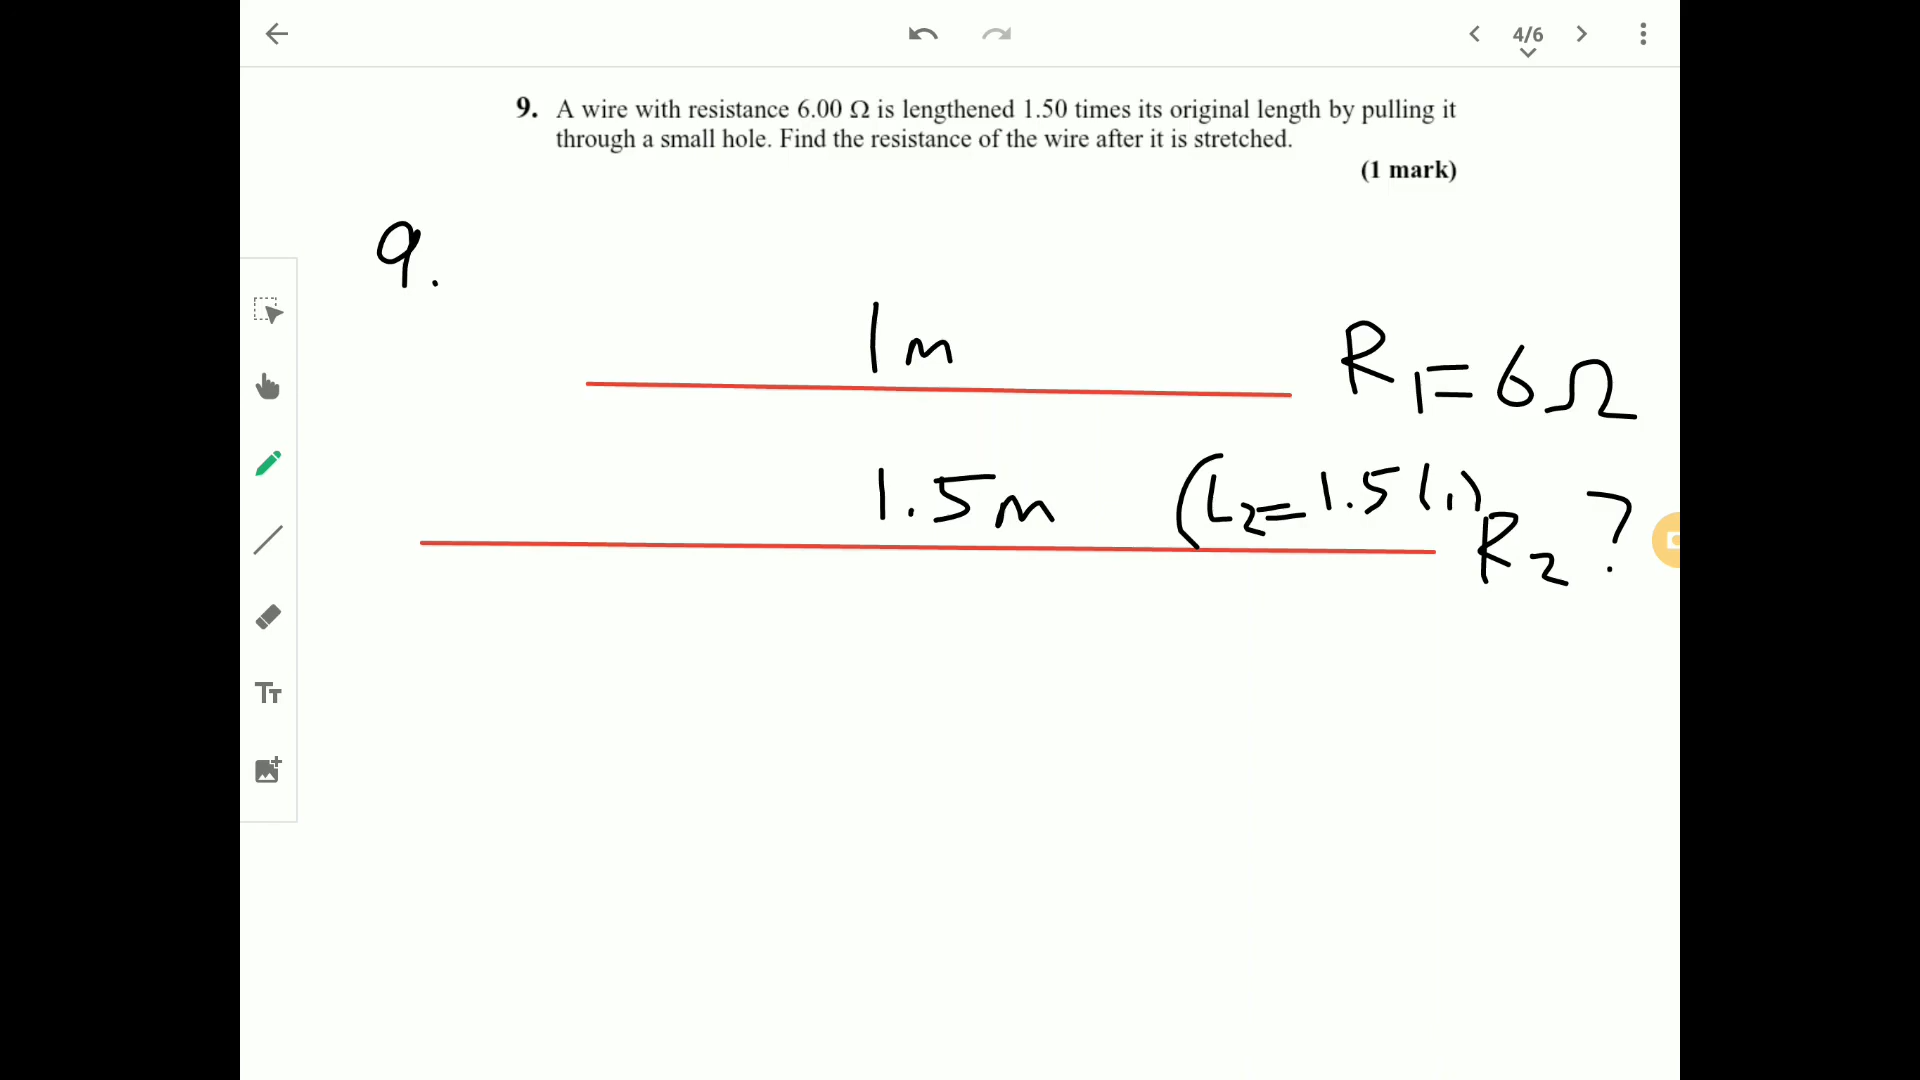 4/6
9. A wire with resistance 6.00 Ω is lengthened 1.50 times its original length by pulling it
through a small hole. Find the resistance of the wire after it is stretched.
(1 mark)
9.
1m
R1=6Ω
1.5m (L2=1.5l1)
R2?
TT